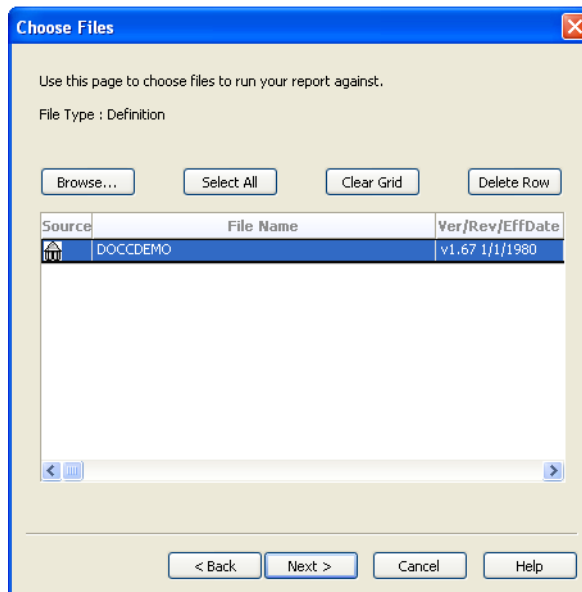 Choose Files
Use this page to choose files to run your report against.
File Type : Definition
Browse... Select All Clear Grid Delete Row
Source File Name Ver/Rev/EffDate
DOCCDEMO v1.67 1/1/1980
< Back Next > Cancel Help